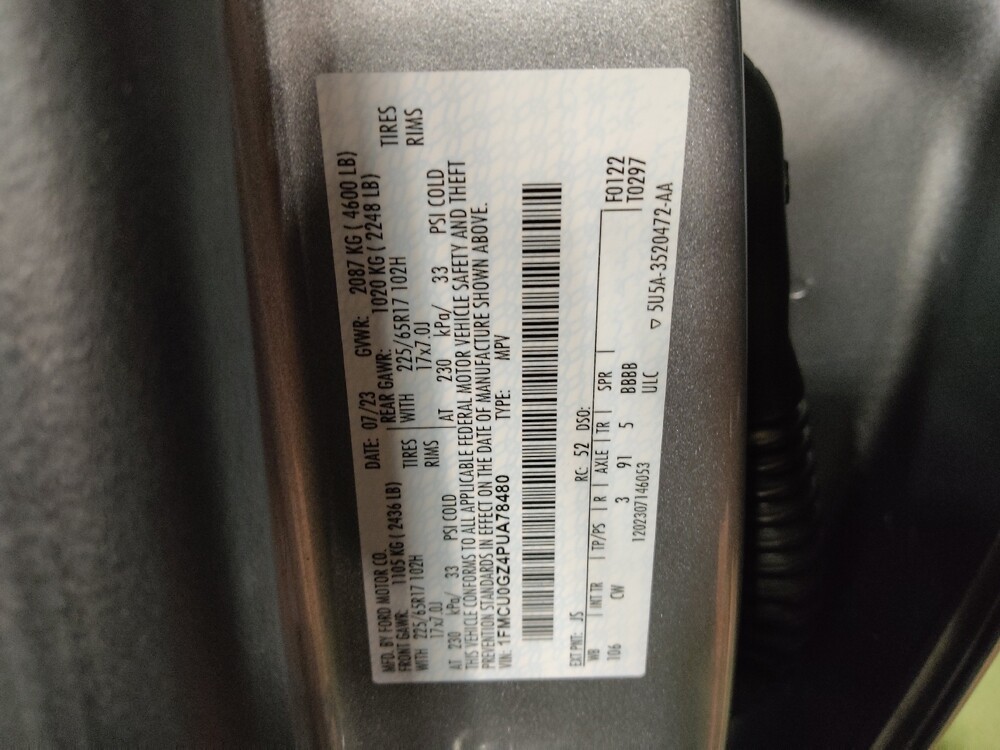 MFD. BY FORD MOTOR CO.
DATE: 07/23 GVWR: 2087 KG ( 4600 LB)
FRONT GAWR: 1105 KG ( 2436 LB) REAR GAWR: 1020 KG ( 2248 LB)
WITH 225/65R17 102H TIRES WITH 225/65R17 102H TIRES
17x7.0J RIMS 17x7.0J RIMS
AT 230 kPa/ 33 PSI COLD AT 230 kPa/ 33 PSI COLD
THIS VEHICLE CONFORMS TO ALL APPLICABLE FEDERAL MOTOR VEHICLE SAFETY AND THEFT
PREVENTION STANDARDS IN EFFECT ON THE DATE OF MANUFACTURE SHOWN ABOVE.
VIN: 1FMCU0GZ4PUA78480 TYPE: MPV
EXT PNT: JS RC: 52 DSO: F0122
WB INT TR TP/PS R AXLE TR SPR T0297
106 CW 3 91 5 BBBB
1202307146053 ULC
▽ 5U5A-3520472-AA